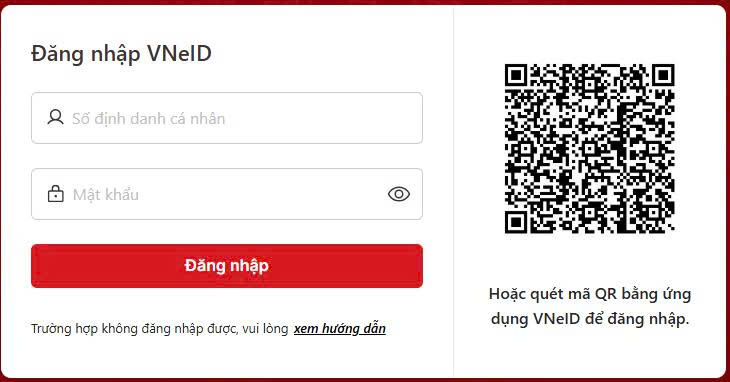 Đăng nhập VNeID
Số định danh cá nhân
Mật khẩu
Đăng nhập
Trường hợp không đăng nhập được, vui lòng xem hướng dẫn
Hoặc quét mã QR bằng ứng
dụng VNeID để đăng nhập.